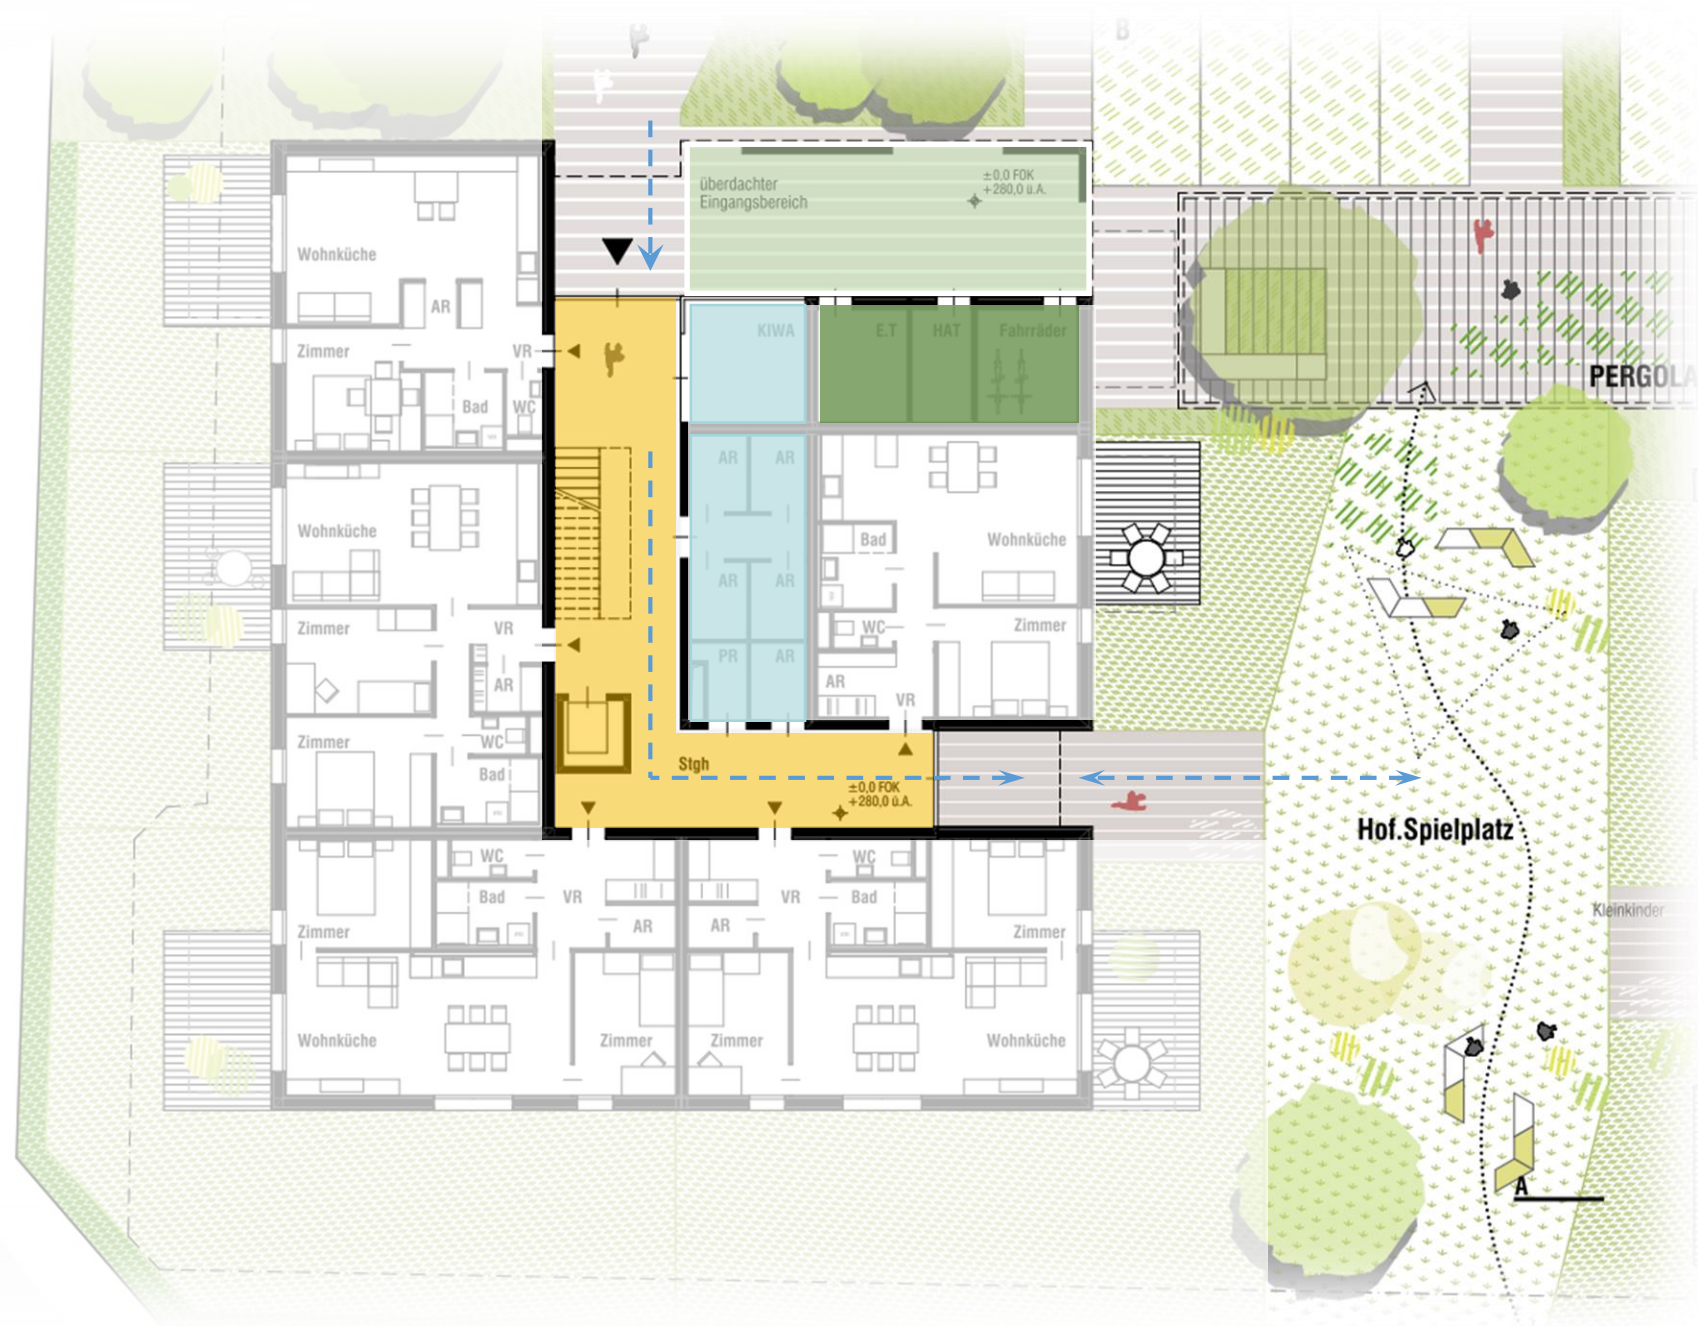 B
überdachter
Eingangsbereich
±0,0 FOK
+280,0 ü.A.
Wohnküche
AR
Zimmer
VR
Bad
WC
KIWA
E.T
HAT
Fahrräder
PERGOLA
AR
AR
Wohnküche
Bad
Wohnküche
AR
AR
Zimmer
VR
WC
Zimmer
PR
AR
AR
AR
VR
Zimmer
WC
Bad
Stgh
±0,0 FOK
+280,0 ü.A.
Hof.Spielplatz
WC
WC
Bad
VR
VR
Bad
Kleinkinder
Zimmer
AR
AR
Zimmer
Wohnküche
Zimmer
Zimmer
Wohnküche
A